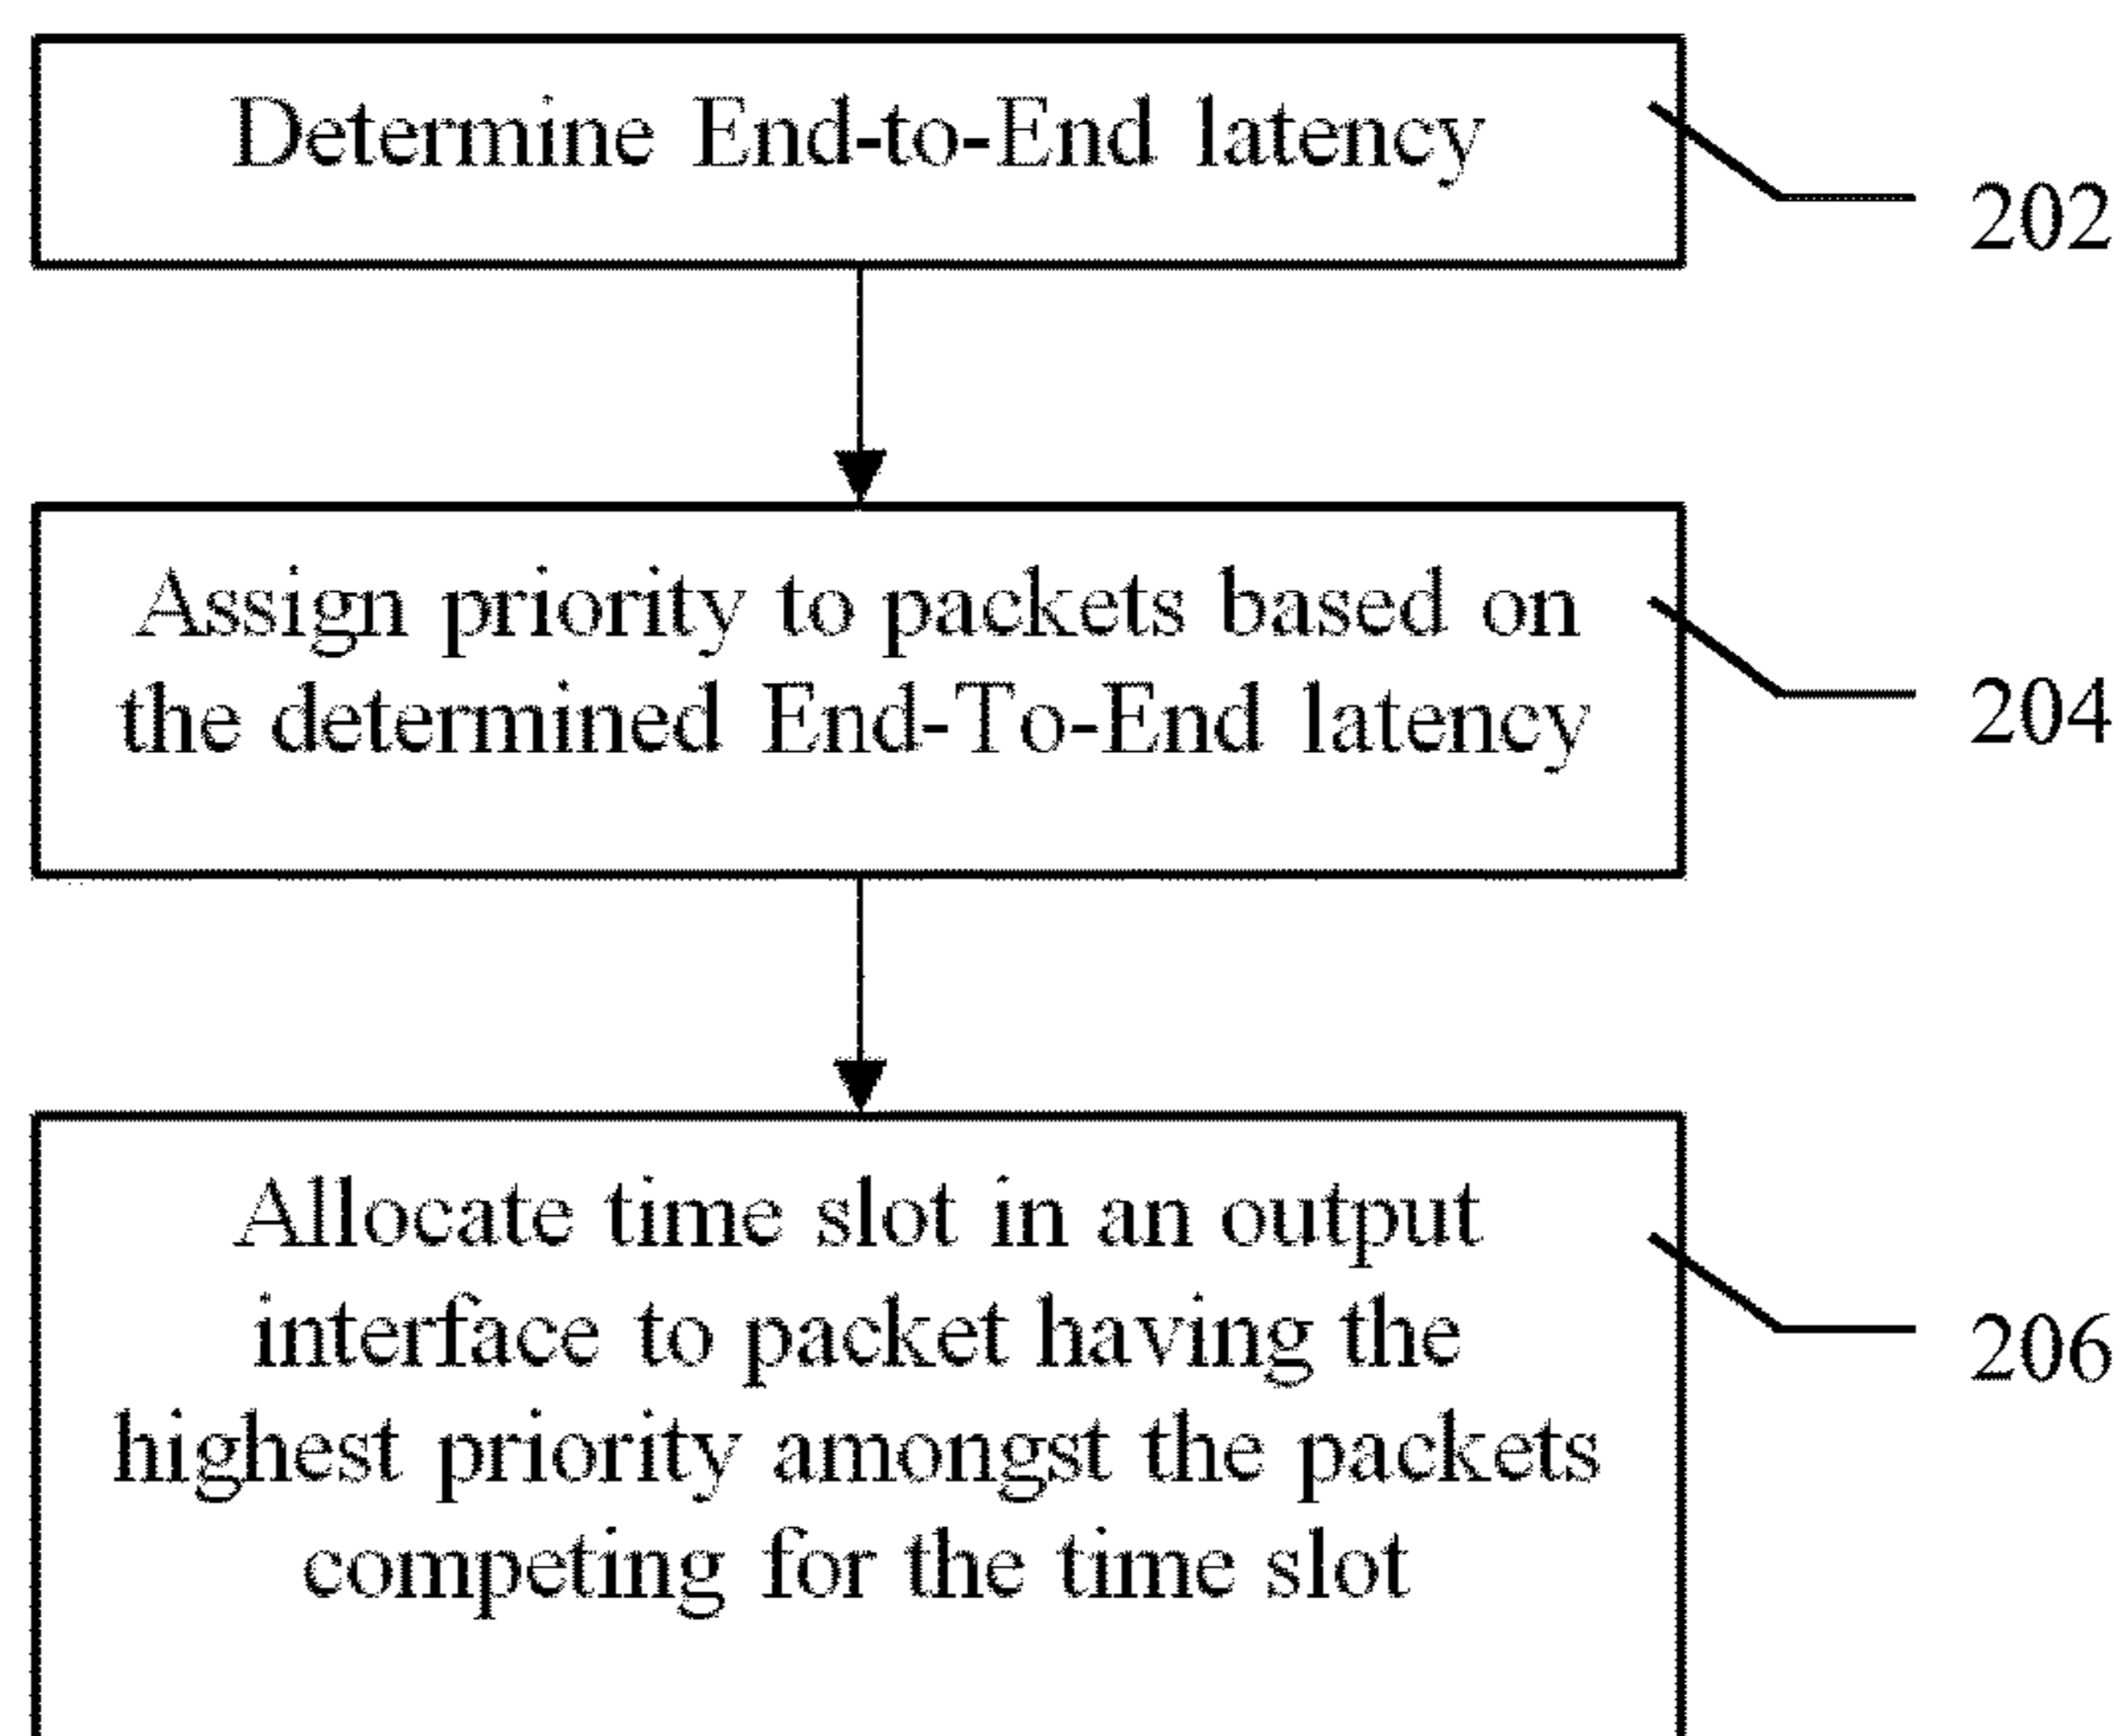 Determine End-to-End latency
202
Assign priority to packets based on
the determined End-To-End latency
204
Allocate time slot in an output
interface to packet having the
highest priority amongst the packets
competing for the time slot
206